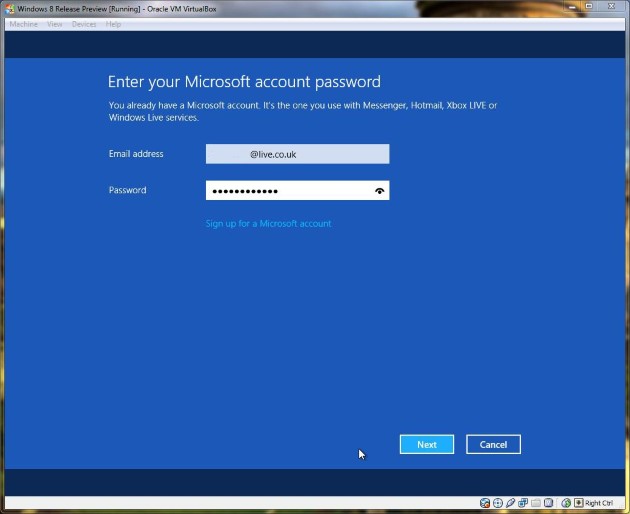 Windows 8 Release Preview [Running] - Oracle VM VirtualBox
Machine View Devices Help
Enter your Microsoft account password
You already have a Microsoft account. It's the one you use with Messenger, Hotmail, Xbox LIVE or
Windows Live services.
Email address
@live.co.uk
Password
Sign up for a Microsoft account
Next
Cancel
Right Ctrl